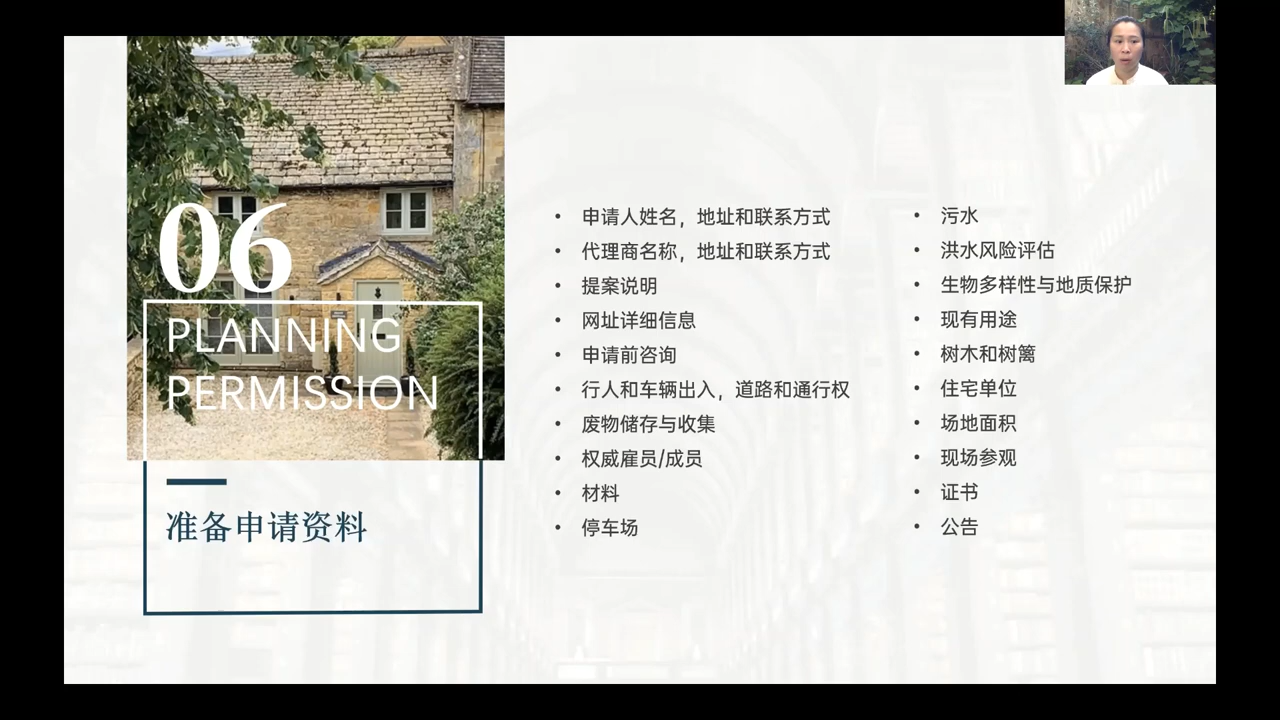 06
PLANNING
PERMISSION
准备申请资料
• 申请人姓名，地址和联系方式
• 代理商名称，地址和联系方式
• 提案说明
• 网址详细信息
• 申请前咨询
• 行人和车辆出入，道路和通行权
• 废物储存与收集
• 权威雇员/成员
• 材料
• 停车场
• 污水
• 洪水风险评估
• 生物多样性与地质保护
• 现有用途
• 树木和树篱
• 住宅单位
• 场地面积
• 现场参观
• 证书
• 公告